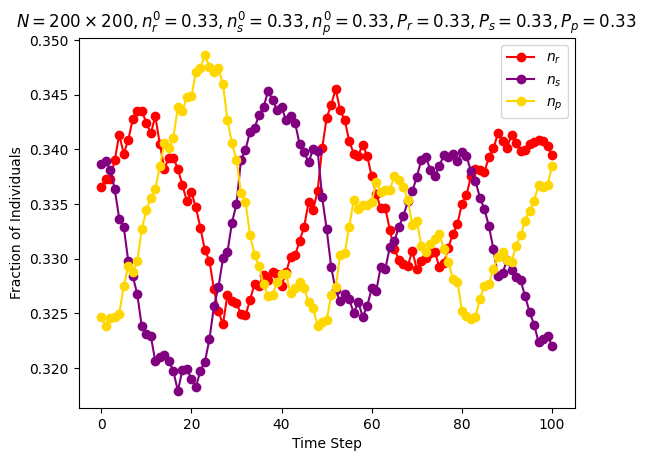 N = 200 × 200, n_r^0 = 0.33, n_s^0 = 0.33, n_p^0 = 0.33, P_r = 0.33, P_s = 0.33, P_p = 0.33
0.350
0.345
0.340
0.335
0.330
0.325
0.320
Fraction of Individuals
n_r
n_s
n_p
0 20 40 60 80 100
Time Step